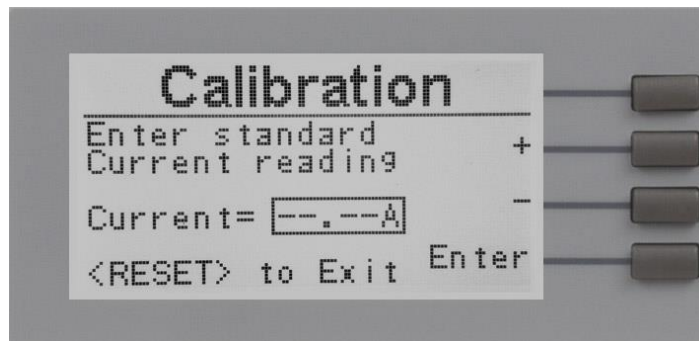 Calibration
Enter standard
Current reading
+
Current= --.--A
-
<RESET> to Exit
Enter